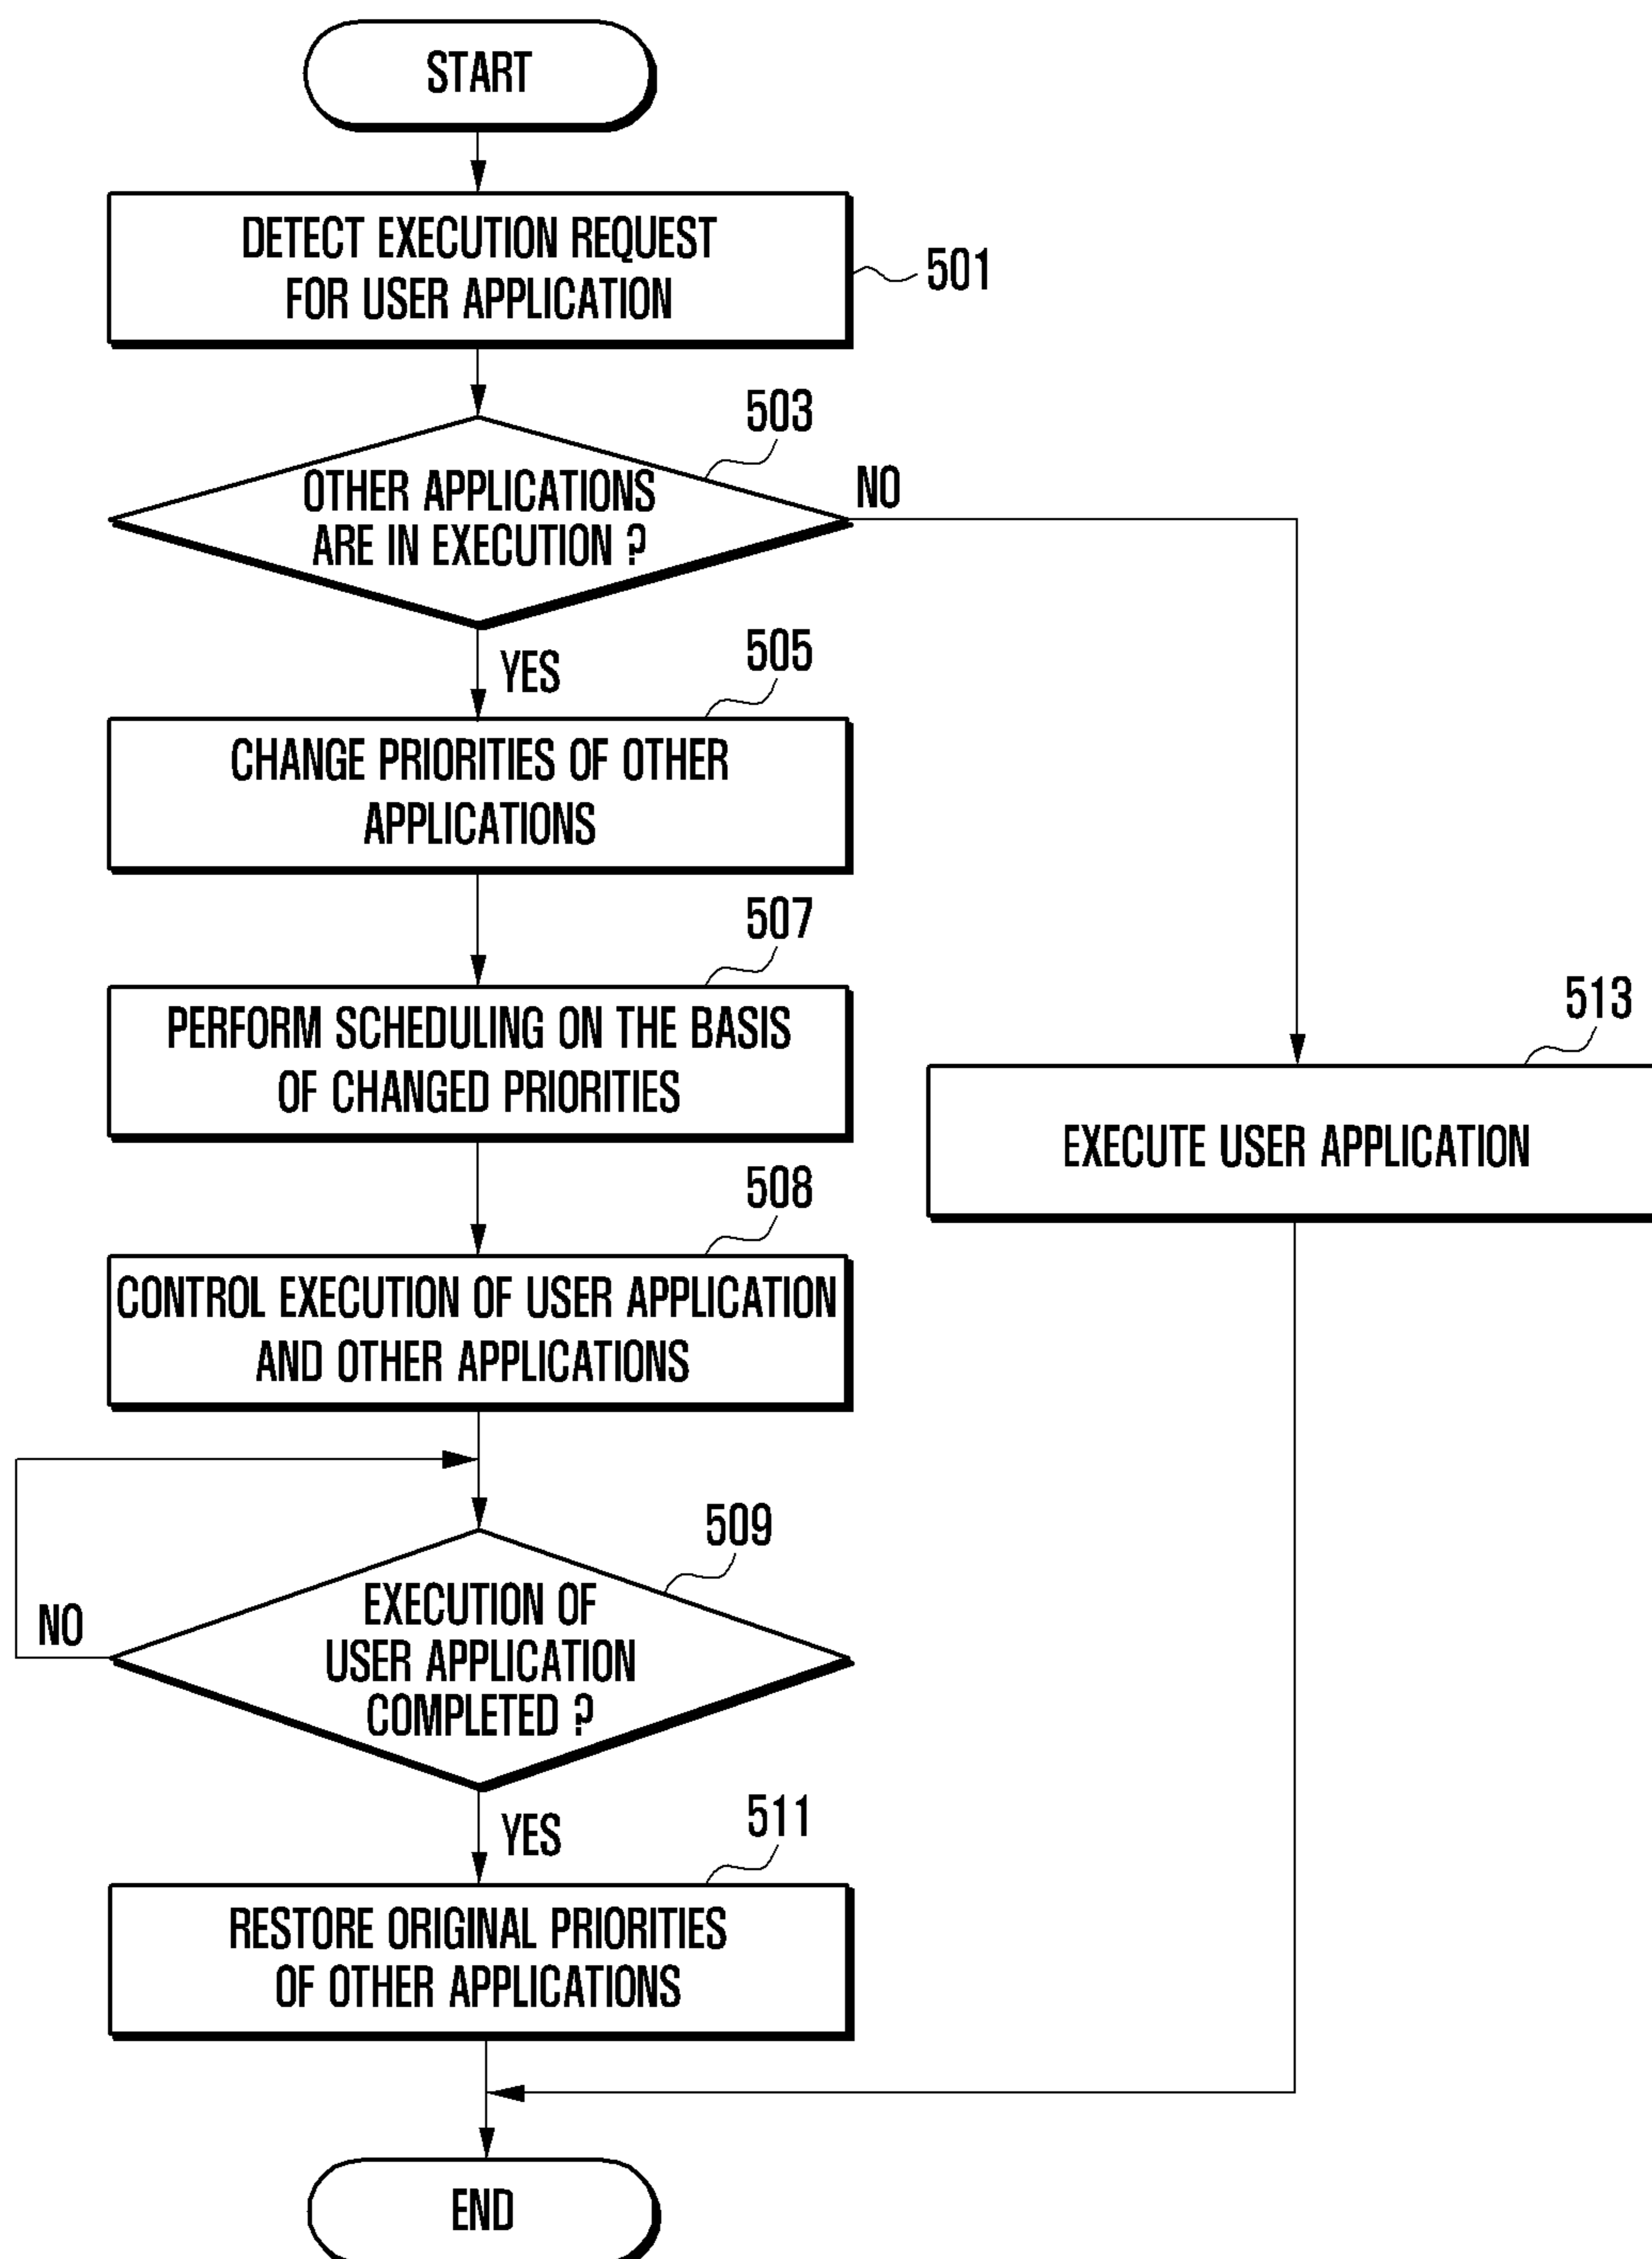 START
DETECT EXECUTION REQUEST
FOR USER APPLICATION
501
503
OTHER APPLICATIONS
ARE IN EXECUTION ?
NO
YES
505
CHANGE PRIORITIES OF OTHER
APPLICATIONS
507
PERFORM SCHEDULING ON THE BASIS
OF CHANGED PRIORITIES
513
EXECUTE USER APPLICATION
508
CONTROL EXECUTION OF USER APPLICATION
AND OTHER APPLICATIONS
509
EXECUTION OF
USER APPLICATION
COMPLETED ?
NO
YES
511
RESTORE ORIGINAL PRIORITIES
OF OTHER APPLICATIONS
END